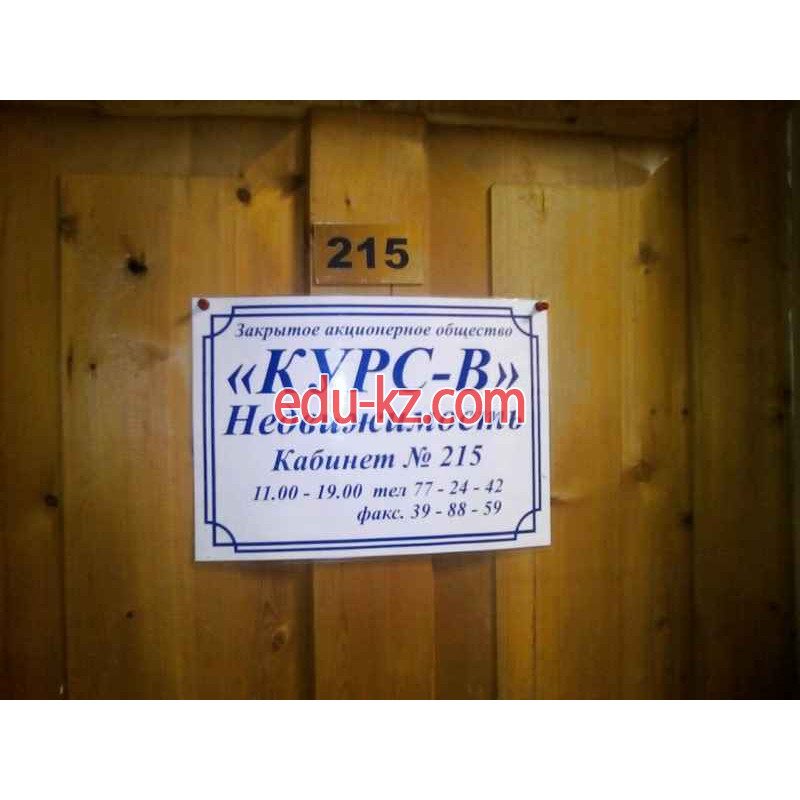 215
Закрытое акционерное общество
«КУРС-В»
edu-kz.com
Недвижимость
Кабинет № 215
11.00 - 19.00 тел 77 - 24 - 42
факс. 39 - 88 - 59